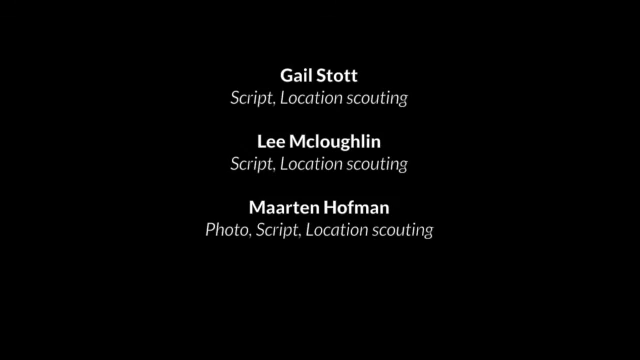 Gail Stott
Script, Location scouting
Lee Mcloughlin
Script, Location scouting
Maarten Hofman
Photo, Script, Location scouting